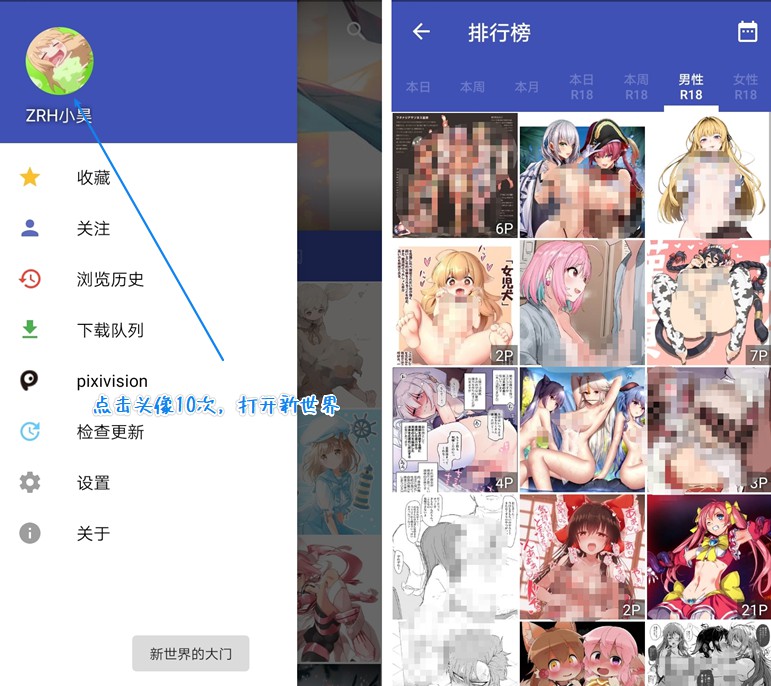 ZRH小昊
收藏
关注
浏览历史
下载队列
pixivision
点击头像10次，打开新世界
检查更新
设置
关于
新世界的大门
排行榜
本日
本周
本月
本日
R18
本周
R18
男性
R18
女性
R18
6P
2P
7P
4P
3P
2P
21P